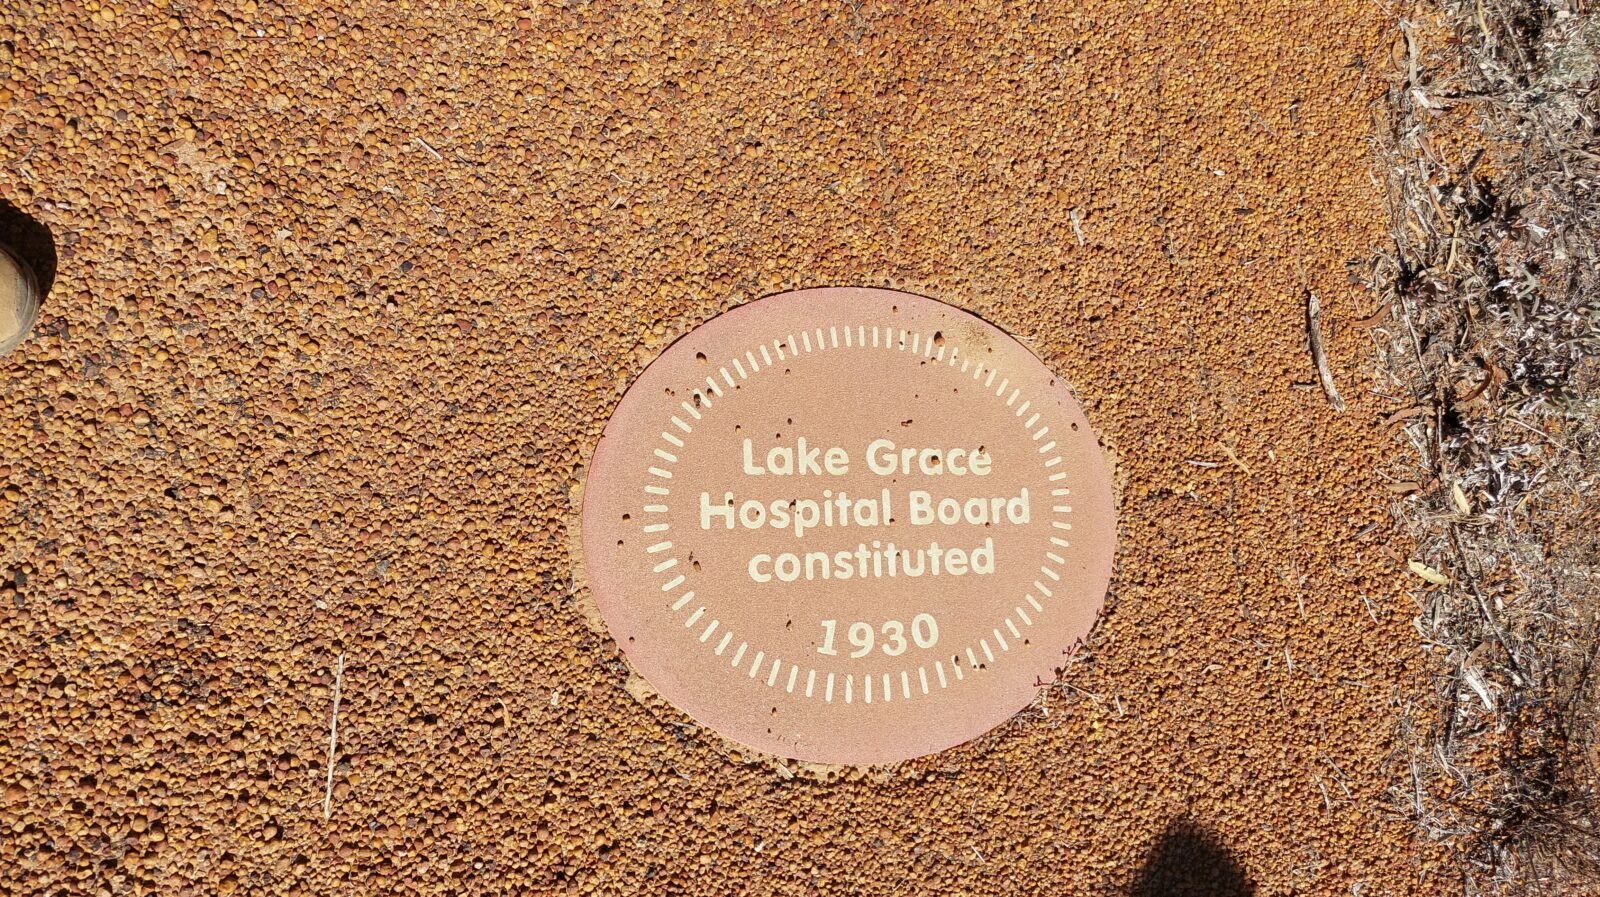 Lake Grace
Hospital Board
constituted
1930